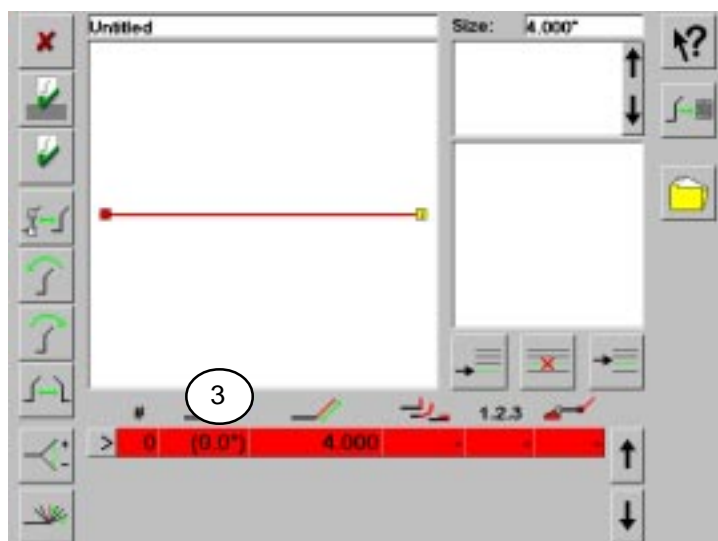 Untitled
Size: 4.000"
3
# 1.2.3
> 0 (0.0°) 4.000 - - -